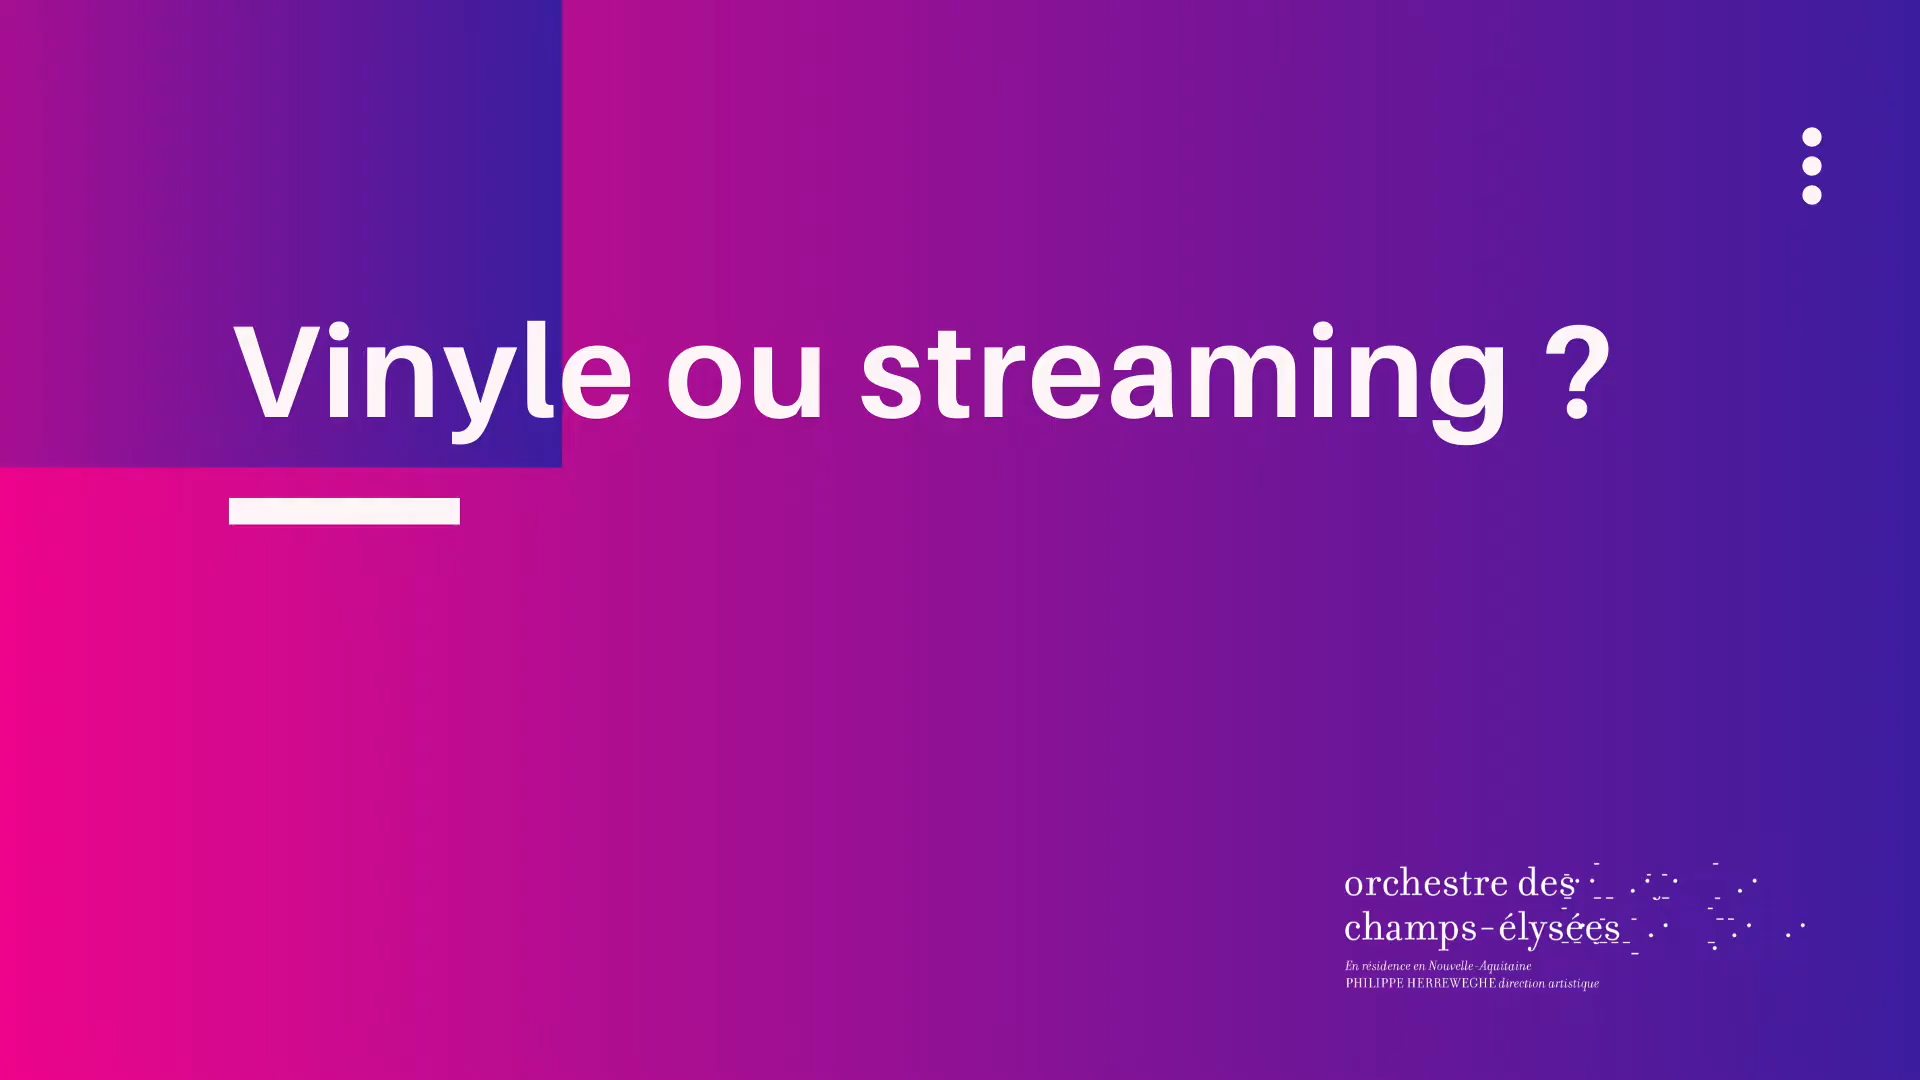 Vinyle ou streaming ?
orchestre des
champs-élysées
En résidence en Nouvelle-Aquitaine
PHILIPPE HERREWEGHE direction artistique